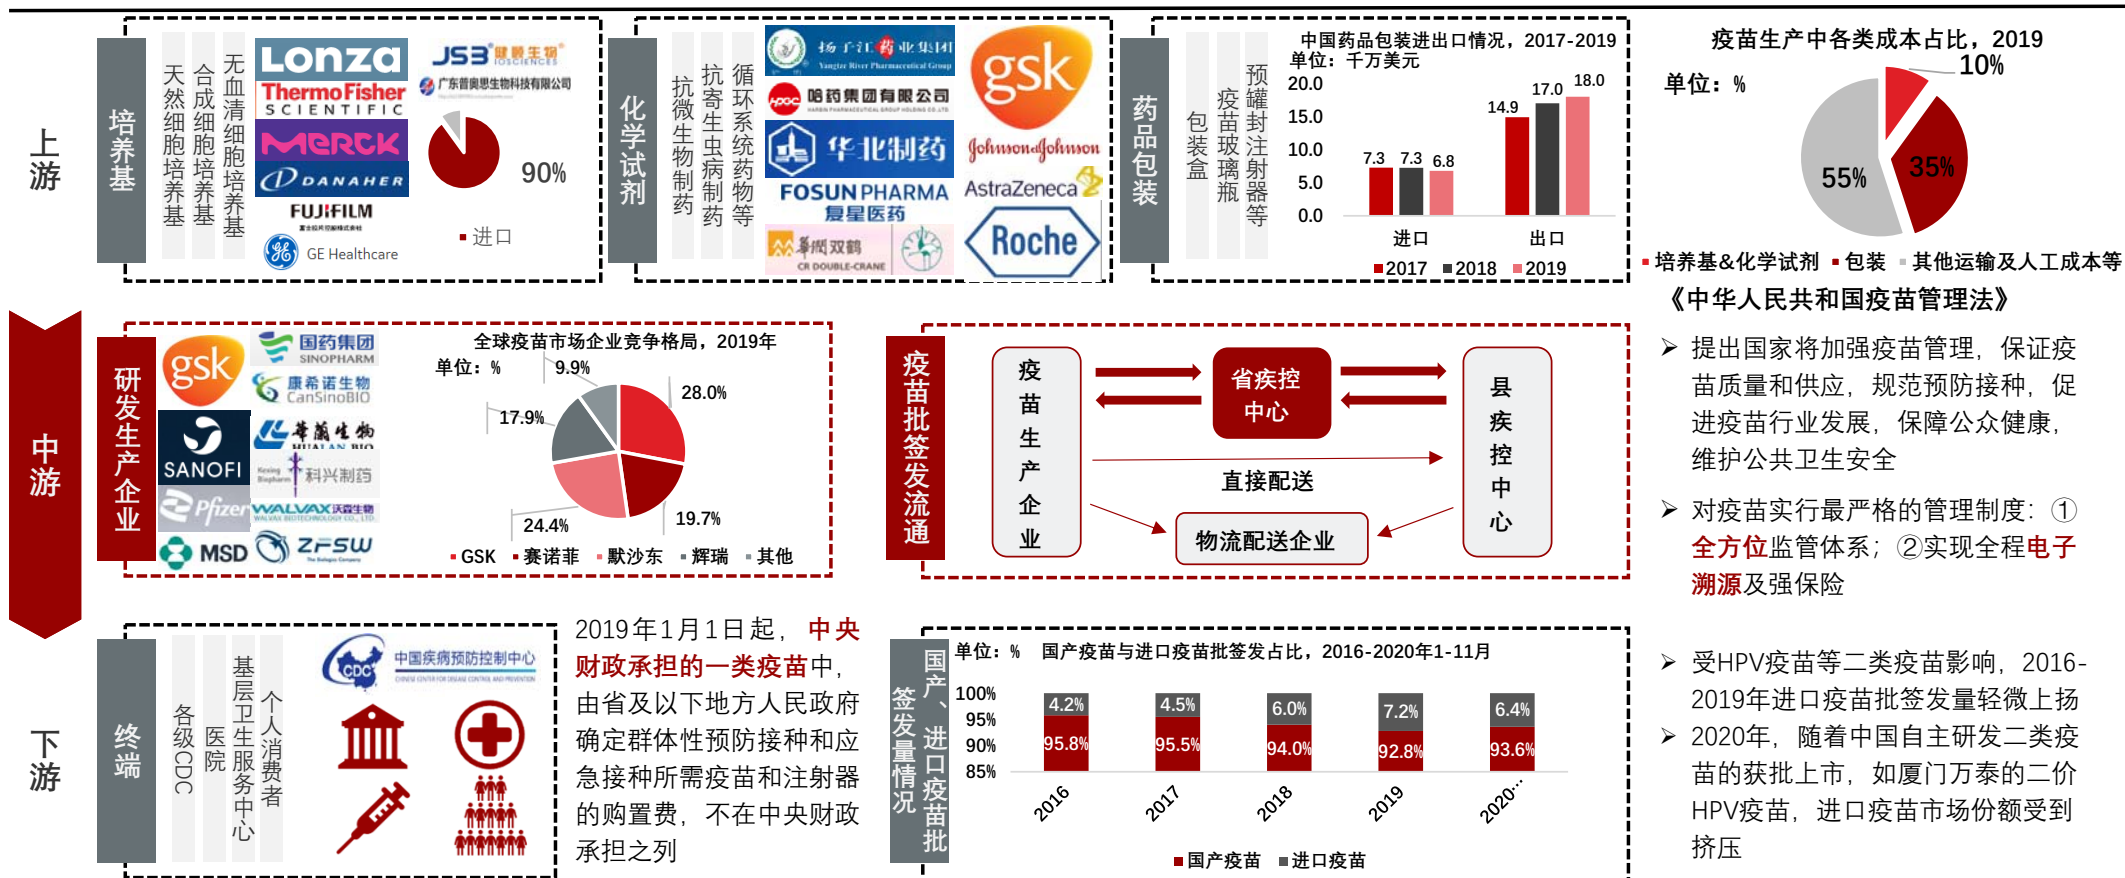 上游
培养基
天然细胞培养基
合成细胞培养基
无血清细胞培养基
Lonza
ThermoFisher
SCIENTIFIC
MERCK
DANAHER
FUJIFILM
GE Healthcare
JSB 健顺生物
广东普奥思生物科技有限公司
90%
进口
化学试剂
抗微生物制药
抗寄生虫病制药
循环系统药物等
扬子江药业集团
Yangtze River Pharmaceutical Group
哈药集团有限公司
华北制药
FOSUN PHARMA
复星医药
華潤双鹤
CR DOUBLE-CRANE
gsk
Johnson&Johnson
AstraZeneca
Roche
药品包装
包装盒
疫苗玻璃瓶
预罐封注射器等
中国药品包装进出口情况，2017-2019
单位：千万美元
20.0
15.0
10.0
5.0
0.0
7.3
7.3
6.8
14.9
17.0
18.0
进口
出口
2017
2018
2019
疫苗生产中各类成本占比，2019
单位：%
10%
35%
55%
培养基&化学试剂
包装
其他运输及人工成本等
中游
研发生产企业
gsk
国药集团
SINOPHARM
康希诺生物
CanSinoBIO
SANOFI
華蘭生物
HUALAN BIO
Kexing
Biopharm
科兴制药
Pfizer
WALVAX 沃森生物
WALVAX BIOTECHNOLOGY CO., LTD.
MSD
ZFSW
全球疫苗市场企业竞争格局，2019年
单位：%
9.9%
28.0%
17.9%
24.4%
19.7%
GSK
赛诺菲
默沙东
辉瑞
其他
疫苗批签发流通
疫苗生产企业
省疾控
中心
县疾控中心
直接配送
物流配送企业
《中华人民共和国疫苗管理法》
➢ 提出国家将加强疫苗管理，保证疫
苗质量和供应，规范预防接种，促
进疫苗行业发展，保障公众健康，
维护公共卫生安全
➢ 对疫苗实行最严格的管理制度：①
全方位监管体系；②实现全程电子
溯源及强保险
下游
终端
各级CDC
医院
基层卫生服务中心
个人消费者
CDC
中国疾病预防控制中心
CHINESE CENTER FOR DISEASE CONTROL AND PREVENTION
2019年1月1日起，中央
财政承担的一类疫苗中，
由省及以下地方人民政府
确定群体性预防接种和应
急接种所需疫苗和注射器
的购置费，不在中央财政
承担之列
国产、进口疫苗批
签发量情况
单位：%
国产疫苗与进口疫苗批签发占比，2016-2020年1-11月
100%
95%
90%
85%
4.2%
4.5%
6.0%
7.2%
6.4%
95.8%
95.5%
94.0%
92.8%
93.6%
2016
2017
2018
2019
2020…
国产疫苗
进口疫苗
➢ 受HPV疫苗等二类疫苗影响，2016-
2019年进口疫苗批签发量轻微上扬
➢ 2020年，随着中国自主研发二类疫
苗的获批上市，如厦门万泰的二价
HPV疫苗，进口疫苗市场份额受到
挤压